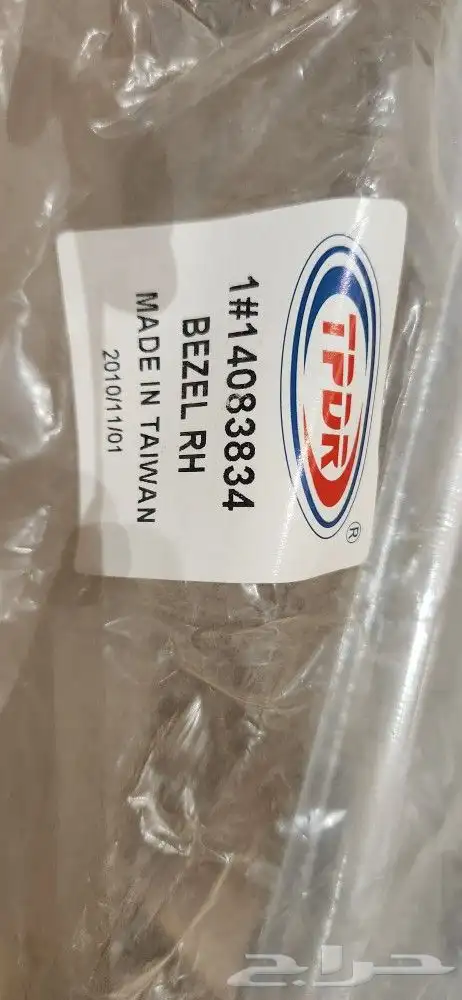 TPDR
®
1#14083834
BEZEL RH
MADE IN TAIWAN
2010/11/01
حراج